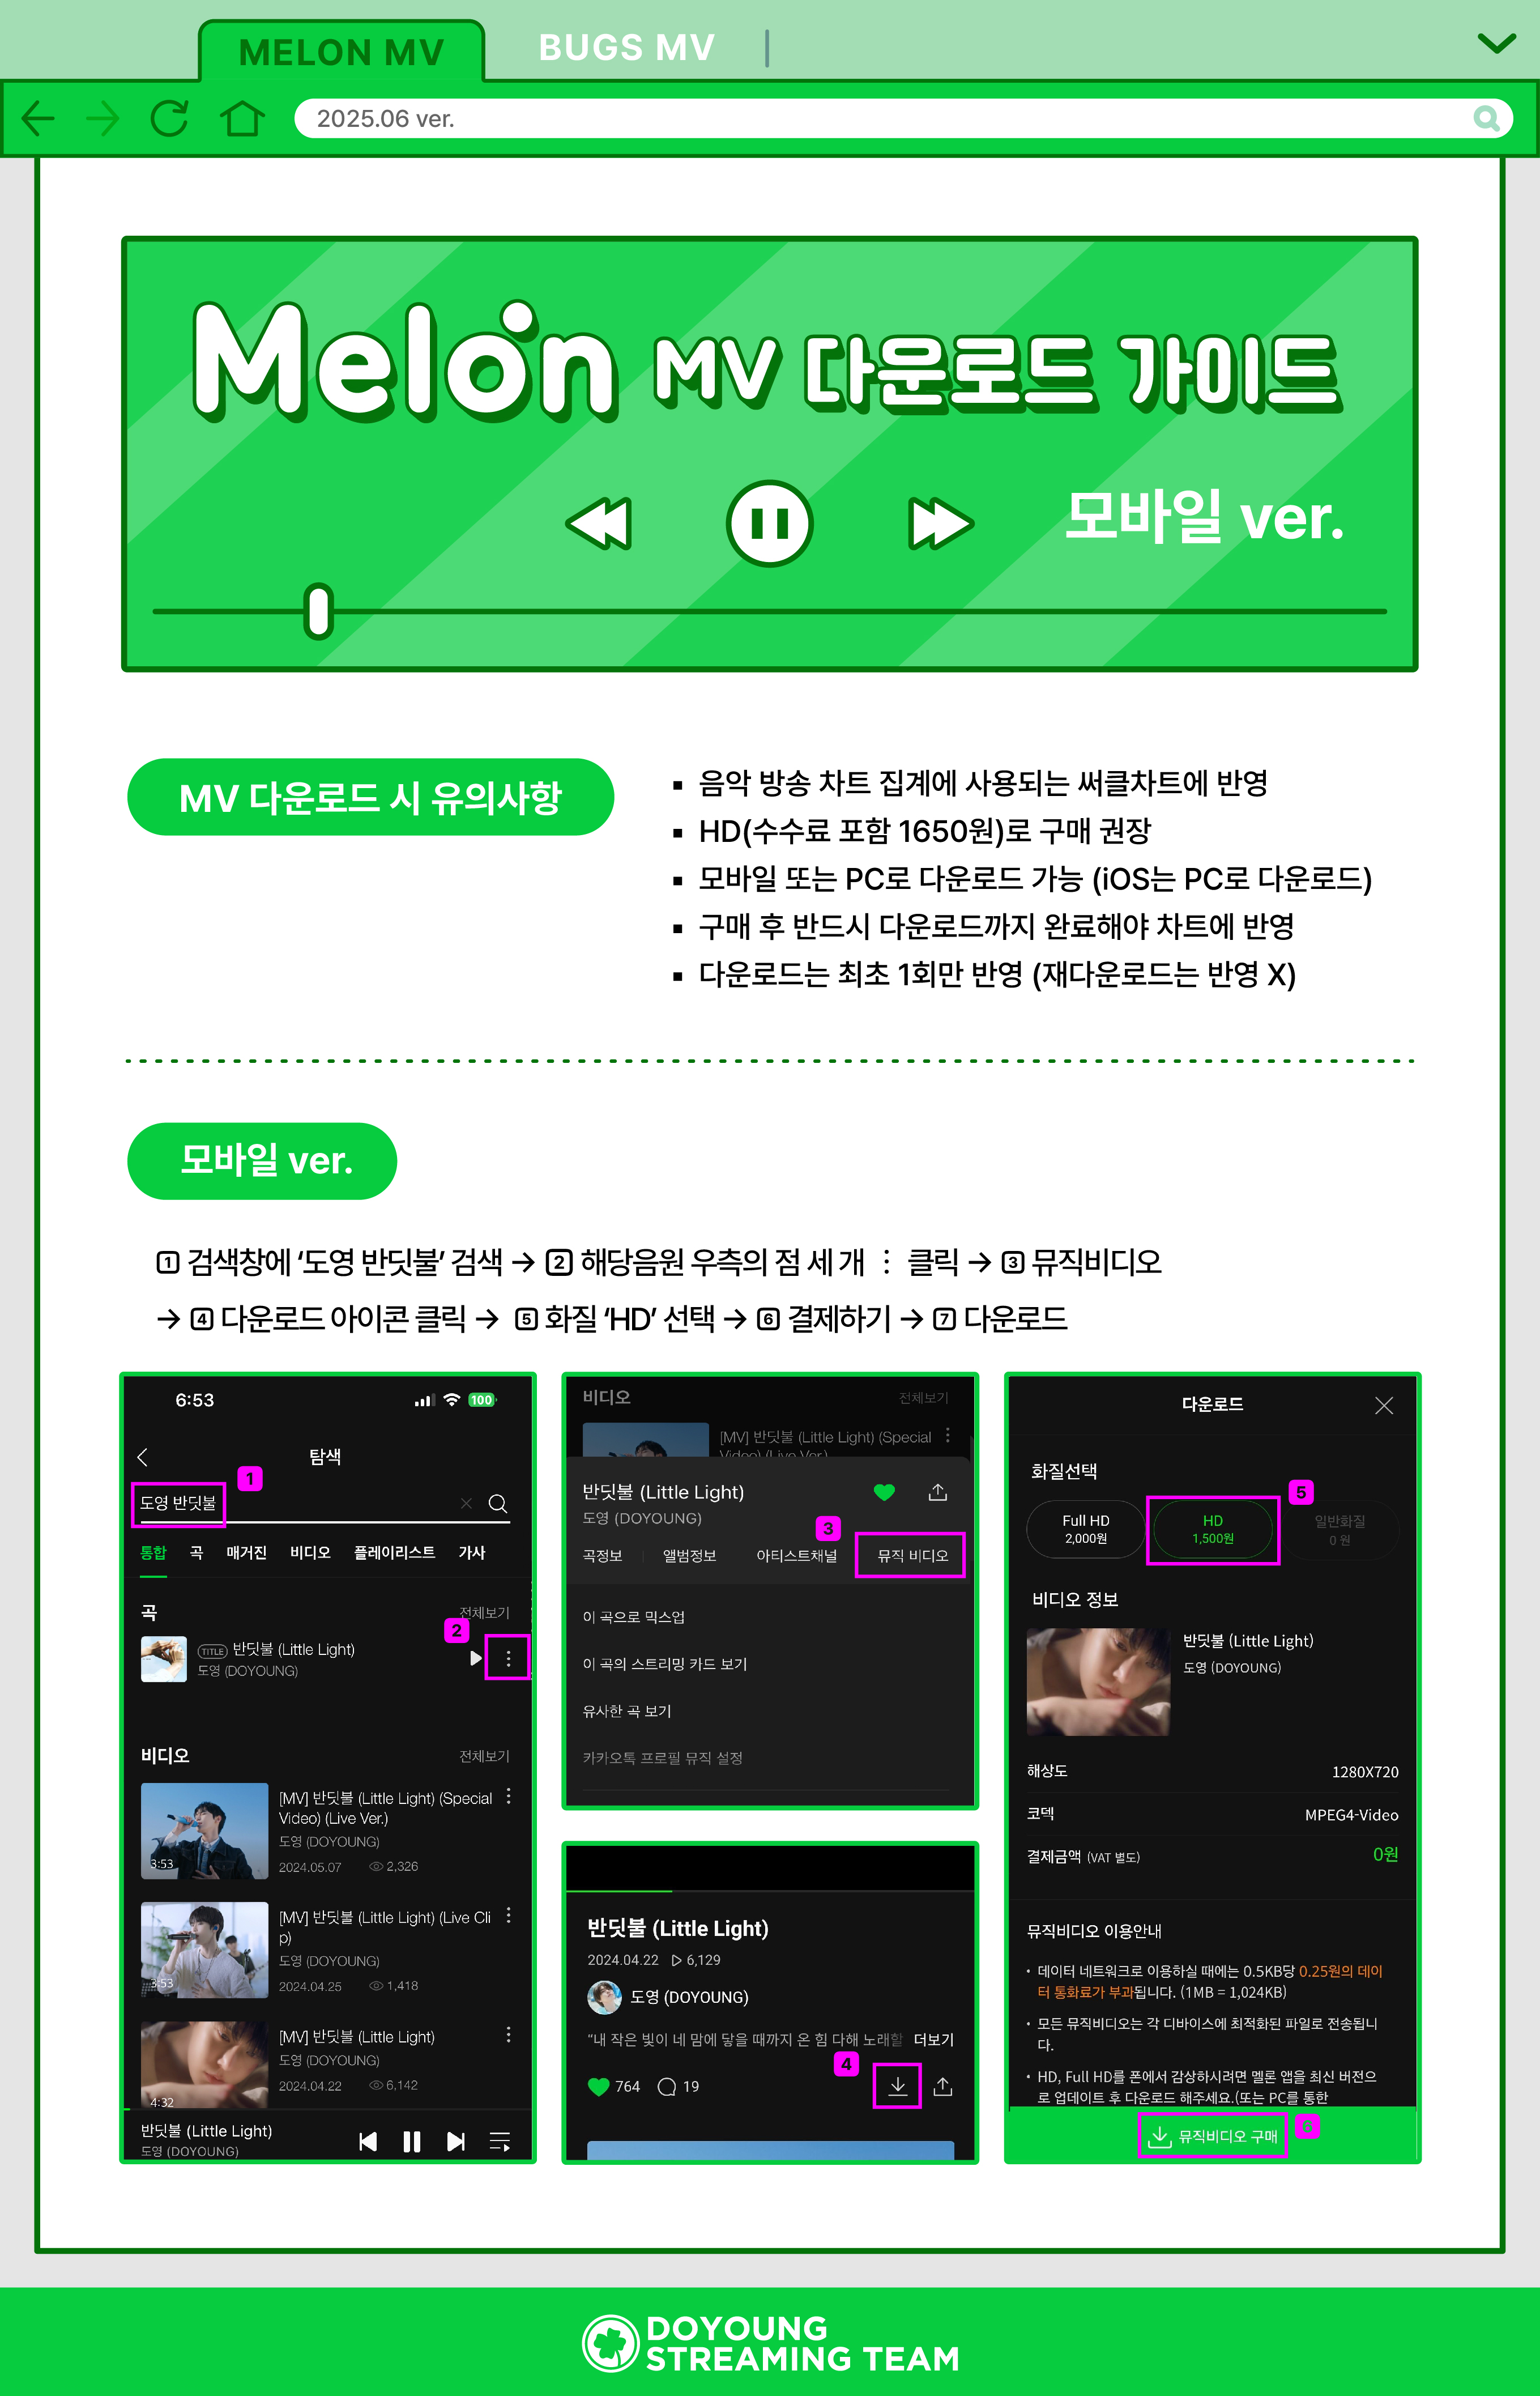 MELON MV
BUGS MV
2025.06 ver.
Melon MV 다운로드 가이드
모바일 ver.
MV 다운로드 시 유의사항
▪ 음악 방송 차트 집계에 사용되는 써클차트에 반영
▪ HD(수수료 포함 1650원)로 구매 권장
▪ 모바일 또는 PC로 다운로드 가능 (iOS는 PC로 다운로드)
▪ 구매 후 반드시 다운로드까지 완료해야 차트에 반영
▪ 다운로드는 최초 1회만 반영 (재다운로드는 반영 X)
모바일 ver.
1 검색창에 ‘도영 반딧불’ 검색 → 2 해당음원 우측의 점 세 개 ⋮ 클릭 → 3 뮤직비디오
→ 4 다운로드 아이콘 클릭 → 5 화질 ‘HD’ 선택 → 6 결제하기 → 7 다운로드
6:53
100
탐색
1
도영 반딧불
통합 곡 매거진 비디오 플레이리스트 가사
곡 전체보기
2
TITLE 반딧불 (Little Light)
도영 (DOYOUNG)
비디오 전체보기
[MV] 반딧불 (Little Light) (Special
Video) (Live Ver.)
도영 (DOYOUNG)
3:53
2024.05.07 2,326
[MV] 반딧불 (Little Light) (Live Cli
p)
도영 (DOYOUNG)
3:53
2024.04.25 1,418
[MV] 반딧불 (Little Light)
도영 (DOYOUNG)
2024.04.22 6,142
4:32
반딧불 (Little Light)
도영 (DOYOUNG)
비디오 전체보기
[MV] 반딧불 (Little Light) (Special
Video) (Live Ver.)
반딧불 (Little Light)
도영 (DOYOUNG)
3
곡정보 앨범정보 아티스트채널 뮤직 비디오
이 곡으로 믹스업
이 곡의 스트리밍 카드 보기
유사한 곡 보기
카카오톡 프로필 뮤직 설정
반딧불 (Little Light)
2024.04.22 6,129
도영 (DOYOUNG)
“내 작은 빛이 네 맘에 닿을 때까지 온 힘 다해 노래할 더보기
4
764 19
다운로드
화질선택
5
Full HD
2,000원
HD
1,500원
일반화질
0 원
비디오 정보
반딧불 (Little Light)
도영 (DOYOUNG)
해상도 1280X720
코덱 MPEG4-Video
결제금액 (VAT 별도) 0원
뮤직비디오 이용안내
• 데이터 네트워크로 이용하실 때에는 0.5KB당 0.25원의 데이
터 통화료가 부과됩니다. (1MB = 1,024KB)
• 모든 뮤직비디오는 각 디바이스에 최적화된 파일로 전송됩니
다.
• HD, Full HD를 폰에서 감상하시려면 멜론 앱을 최신 버전으
로 업데이트 후 다운로드 해주세요.(또는 PC를 통한
뮤직비디오 구매
6
DOYOUNG
STREAMING TEAM